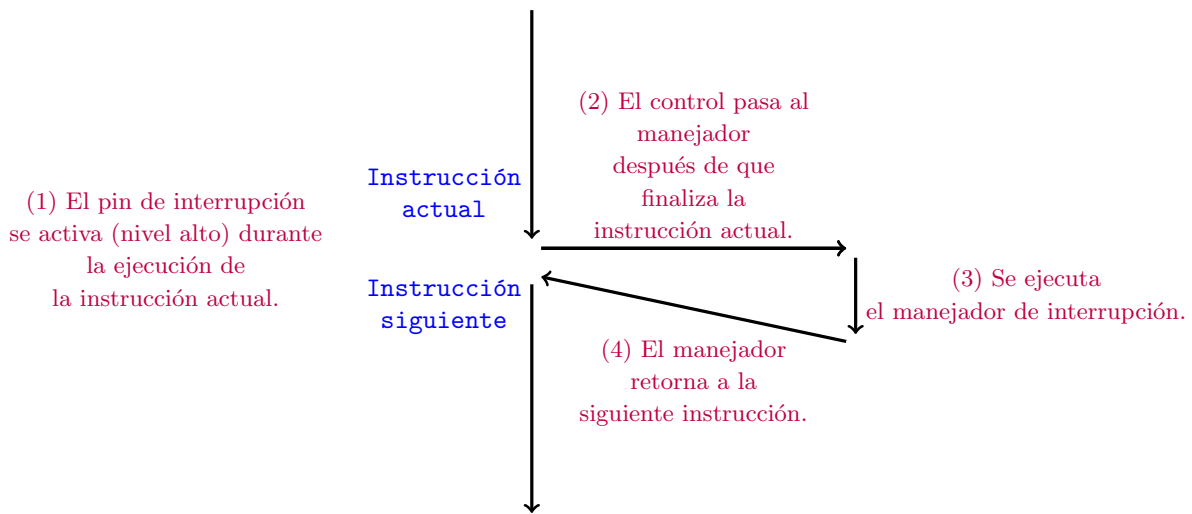 (1) El pin de interrupción
se activa (nivel alto) durante
la ejecución de
la instrucción actual.
Instrucción
actual
(2) El control pasa al
manejador
después de que
finaliza la
instrucción actual.
Instrucción
siguiente
(3) Se ejecuta
el manejador de interrupción.
(4) El manejador
retorna a la
siguiente instrucción.